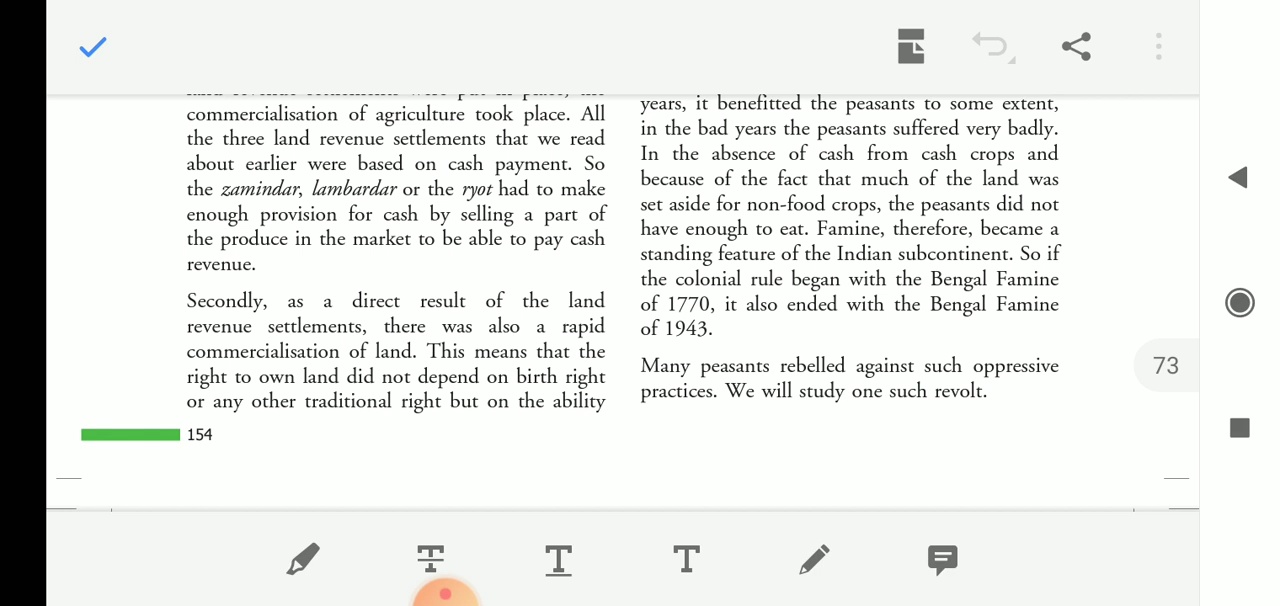 commercialisation of agriculture took place. All
the three land revenue settlements that we read
about earlier were based on cash payment. So
the zamindar, lambardar or the ryot had to make
enough provision for cash by selling a part of
the produce in the market to be able to pay cash
revenue.
Secondly, as a direct result of the land
revenue settlements, there was also a rapid
commercialisation of land. This means that the
right to own land did not depend on birth right
or any other traditional right but on the ability
154
years, it benefitted the peasants to some extent,
in the bad years the peasants suffered very badly.
In the absence of cash from cash crops and
because of the fact that much of the land was
set aside for non-food crops, the peasants did not
have enough to eat. Famine, therefore, became a
standing feature of the Indian subcontinent. So if
the colonial rule began with the Bengal Famine
of 1770, it also ended with the Bengal Famine
of 1943.
Many peasants rebelled against such oppressive
practices. We will study one such revolt.
73